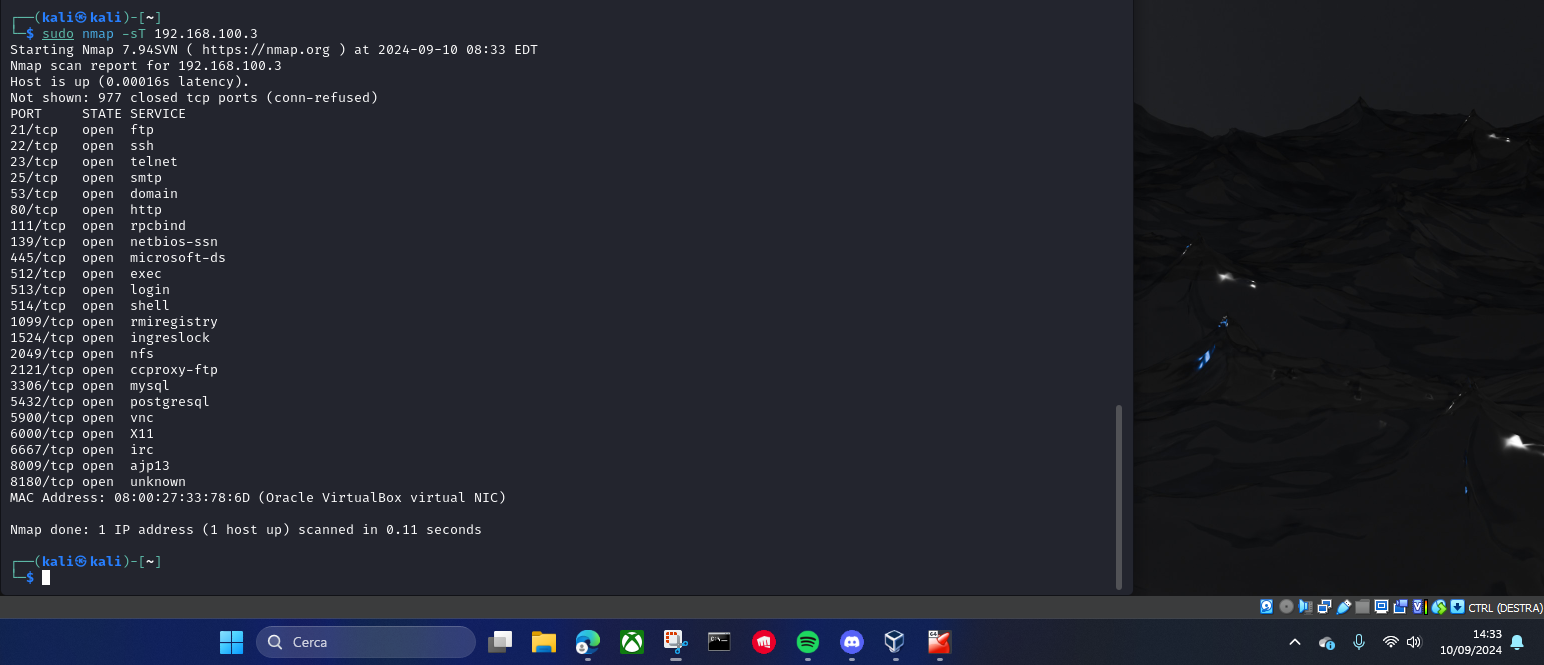 ┌──(kali㉿kali)-[~]
└─$ sudo nmap -sT 192.168.100.3
Starting Nmap 7.94SVN ( https://nmap.org ) at 2024-09-10 08:33 EDT
Nmap scan report for 192.168.100.3
Host is up (0.00016s latency).
Not shown: 977 closed tcp ports (conn-refused)
PORT     STATE SERVICE
21/tcp   open  ftp
22/tcp   open  ssh
23/tcp   open  telnet
25/tcp   open  smtp
53/tcp   open  domain
80/tcp   open  http
111/tcp  open  rpcbind
139/tcp  open  netbios-ssn
445/tcp  open  microsoft-ds
512/tcp  open  exec
513/tcp  open  login
514/tcp  open  shell
1099/tcp open  rmiregistry
1524/tcp open  ingreslock
2049/tcp open  nfs
2121/tcp open  ccproxy-ftp
3306/tcp open  mysql
5432/tcp open  postgresql
5900/tcp open  vnc
6000/tcp open  X11
6667/tcp open  irc
8009/tcp open  ajp13
8180/tcp open  unknown
MAC Address: 08:00:27:33:78:6D (Oracle VirtualBox virtual NIC)
Nmap done: 1 IP address (1 host up) scanned in 0.11 seconds
┌──(kali㉿kali)-[~]
└─$
CTRL (DESTRA)
Cerca
14:33
10/09/2024